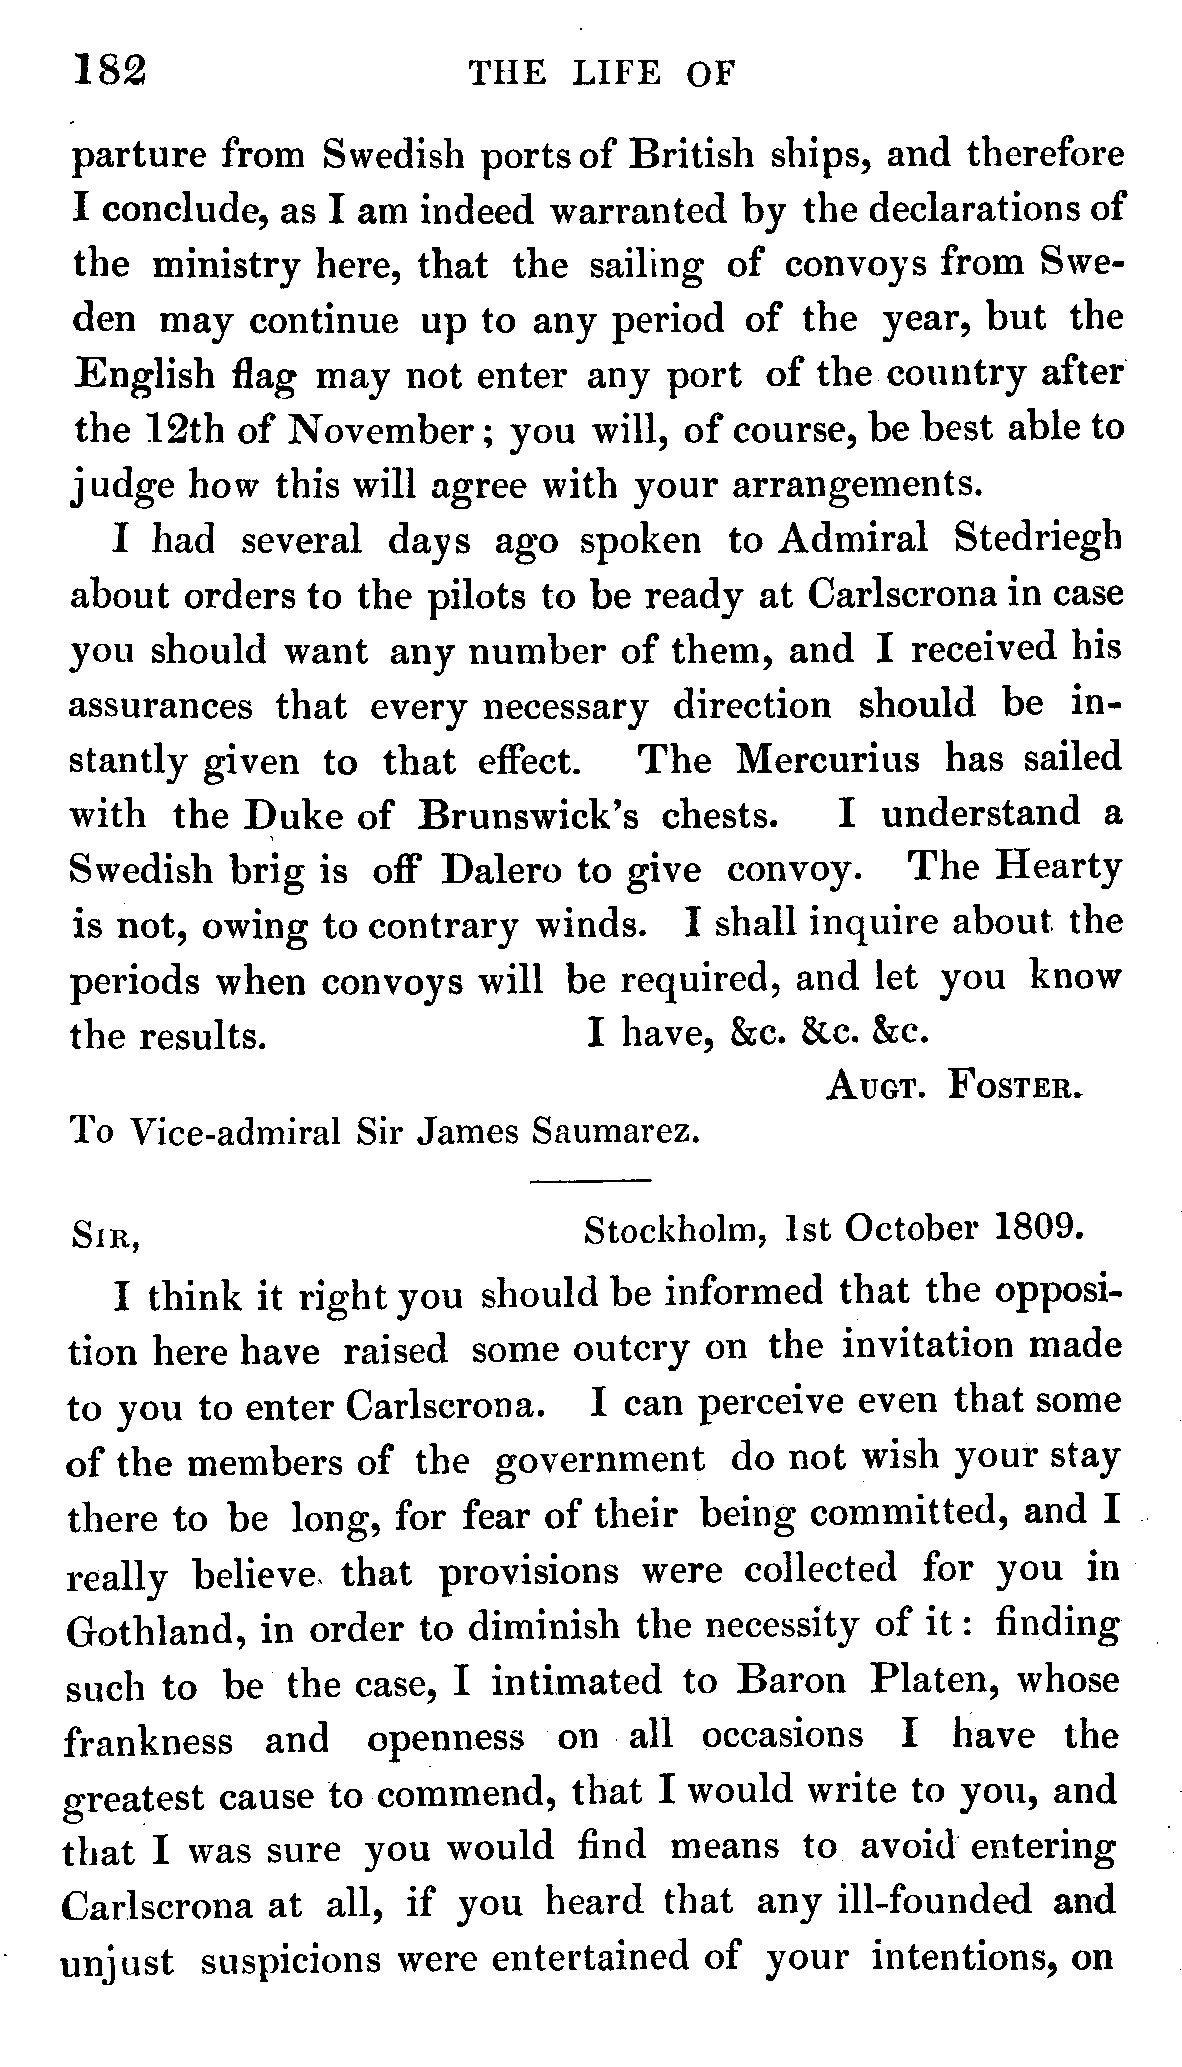 182 THE LIFE OF
parture from Swedish ports of British ships, and therefore
I conclude, as I am indeed warranted by the declarations of
the ministry here, that the sailing of convoys from Swe-
den may continue up to any period of the year, but the
English flag may not enter any port of the country after
the 12th of November; you will, of course, be best able to
judge how this will agree with your arrangements.
I had several days ago spoken to Admiral Stedriegh
about orders to the pilots to be ready at Carlscrona in case
you should want any number of them, and I received his
assurances that every necessary direction should be in-
stantly given to that effect. The Mercurius has sailed
with the Duke of Brunswick's chests. I understand a
Swedish brig is off Dalero to give convoy. The Hearty
is not, owing to contrary winds. I shall inquire about the
periods when convoys will be required, and let you know
the results. I have, &c. &c. &c.
AUGT. FOSTER.
To Vice-admiral Sir James Saumarez.
SIR, Stockholm, 1st October 1809.
I think it right you should be informed that the opposi-
tion here have raised some outcry on the invitation made
to you to enter Carlscrona. I can perceive even that some
of the members of the government do not wish your stay
there to be long, for fear of their being committed, and I
really believe that provisions were collected for you in
Gothland, in order to diminish the necessity of it: finding
such to be the case, I intimated to Baron Platen, whose
frankness and openness on all occasions I have the
greatest cause to commend, that I would write to you, and
that I was sure you would find means to avoid entering
Carlscrona at all, if you heard that any ill-founded and
unjust suspicions were entertained of your intentions, on